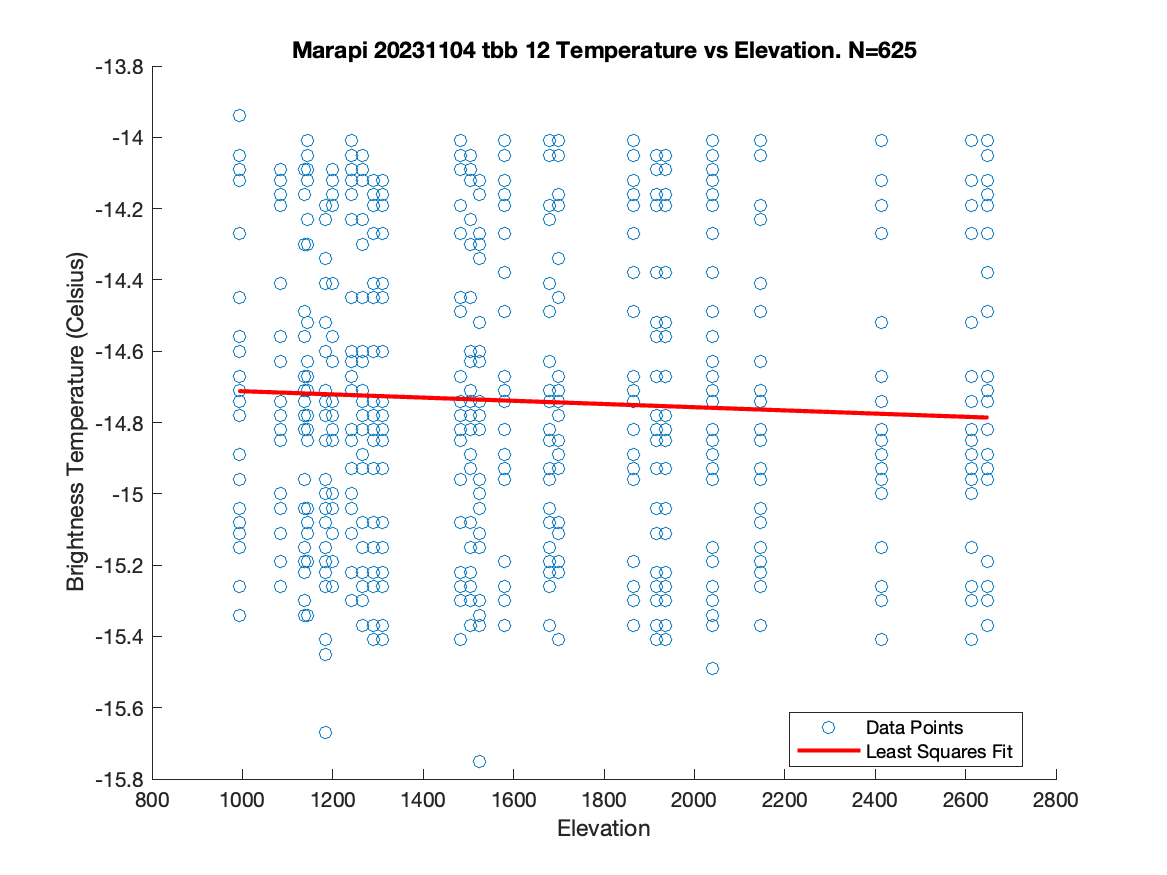 Marapi 20231104 tbb 12 Temperature vs Elevation. N=625
-13.8
-14
-14.2
-14.4
-14.6
-14.8
-15
-15.2
-15.4
-15.6
-15.8
Brightness Temperature (Celsius)
Data Points
Least Squares Fit
800 1000 1200 1400 1600 1800 2000 2200 2400 2600 2800
Elevation